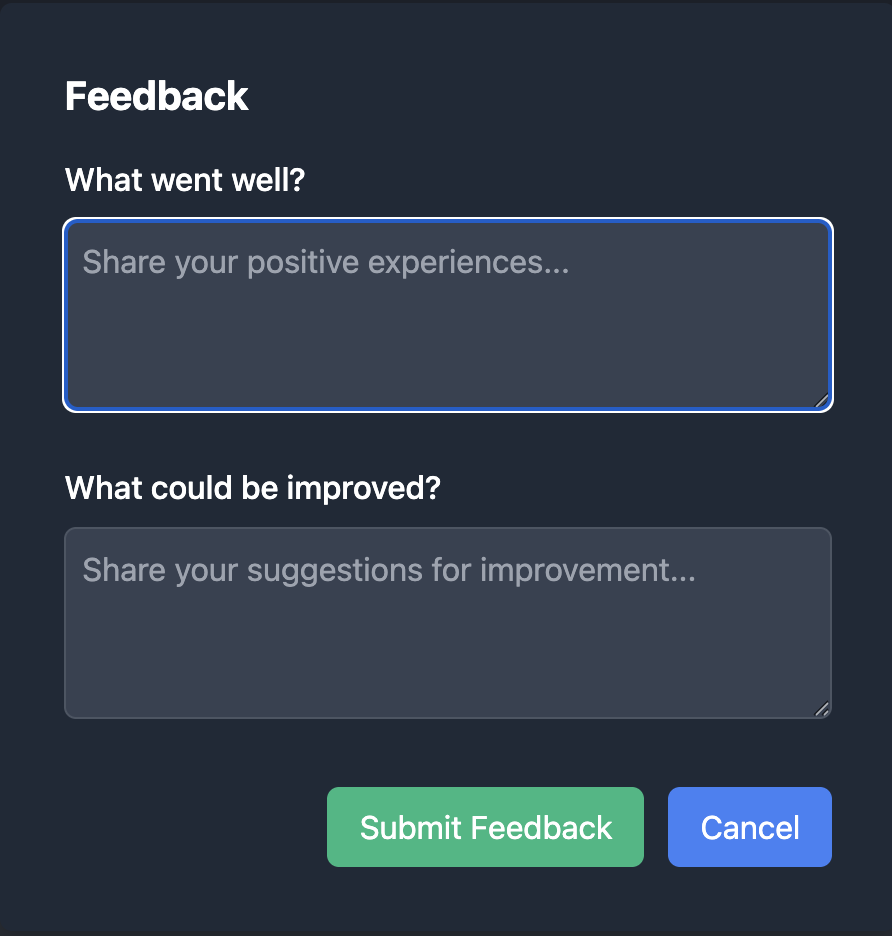 Feedback
What went well?
Share your positive experiences...
What could be improved?
Share your suggestions for improvement...
Submit Feedback
Cancel